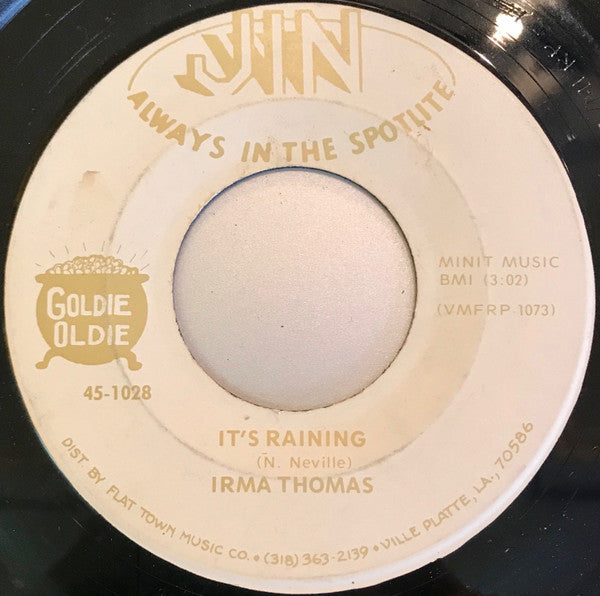 JIN
ALWAYS IN THE SPOTLITE
GOLDIE
OLDIE
45-1028
MINIT MUSIC
BMI (3:02)
(VMFRP-1073)
IT'S RAINING
(N. Neville)
IRMA THOMAS
DIST. BY FLAT TOWN MUSIC CO. • (318) 363-2139 • VILLE PLATTE, LA. 70586